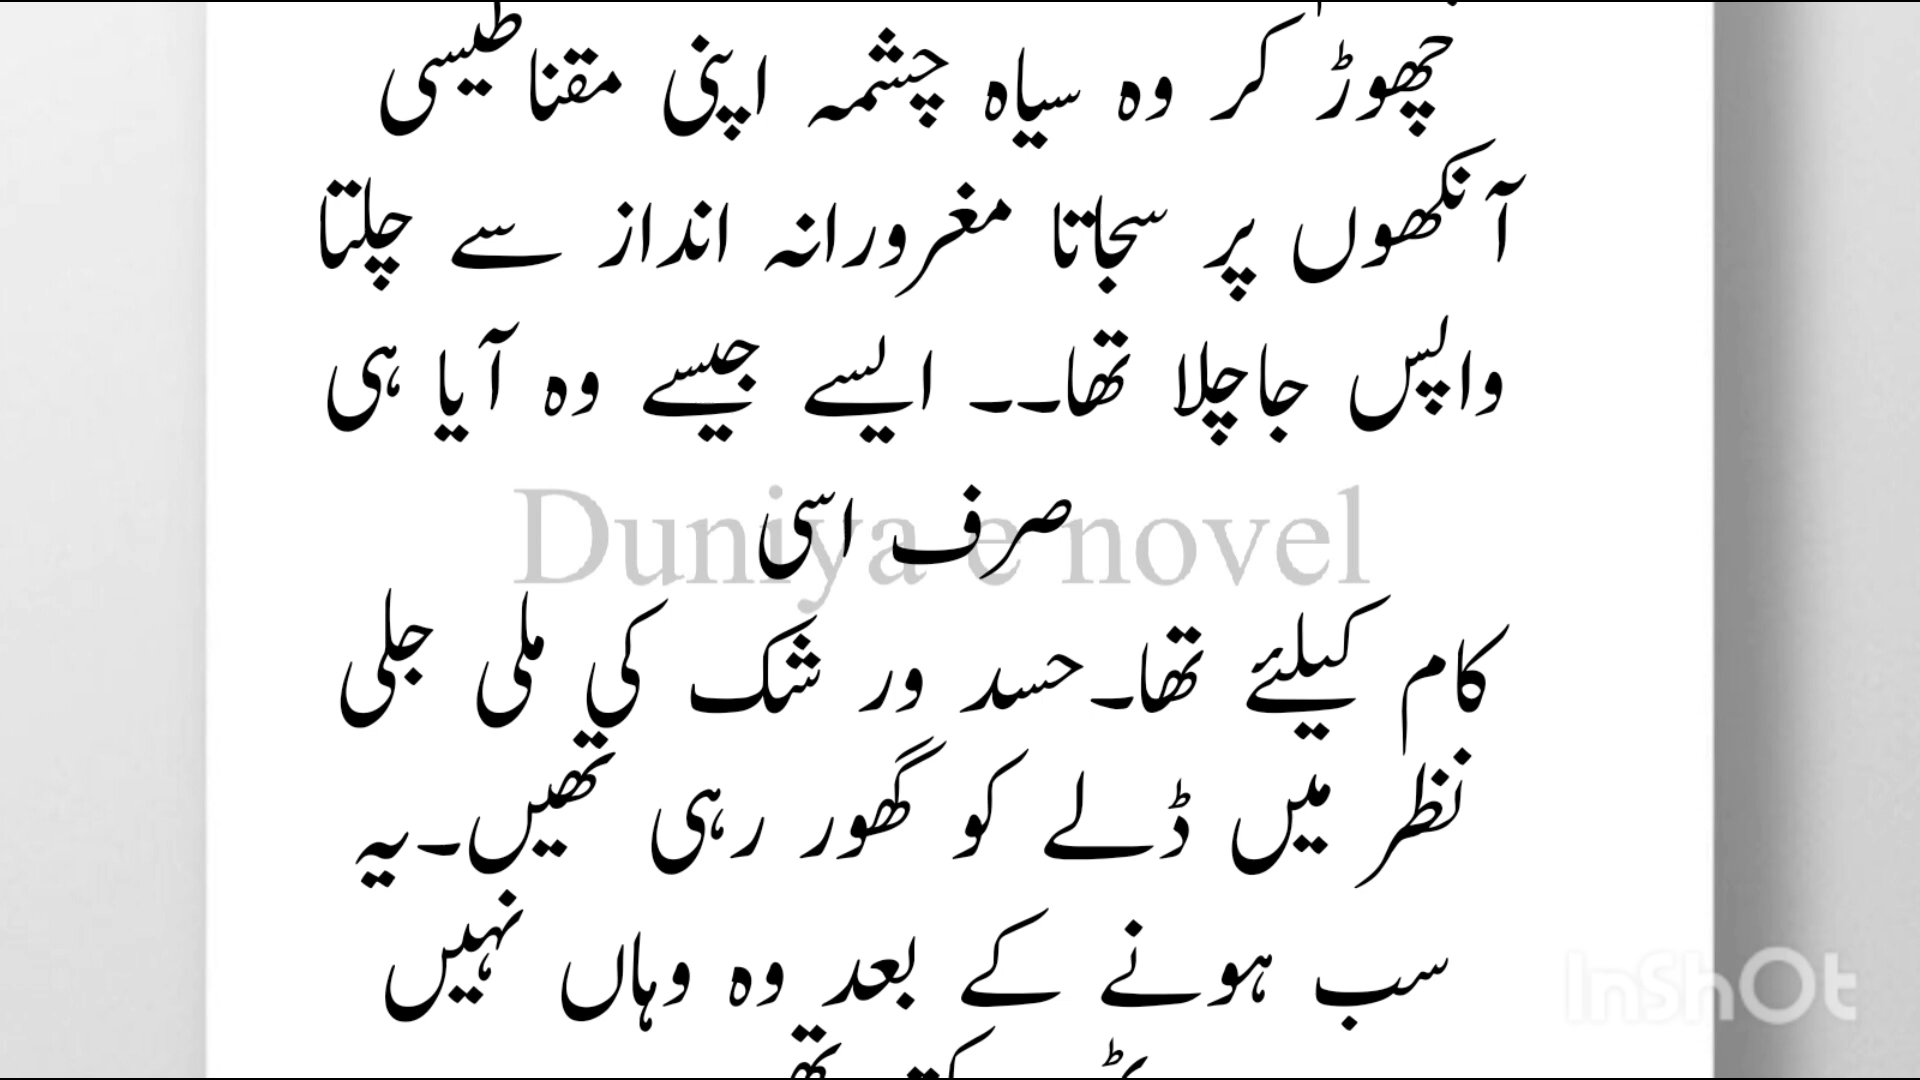 چھوڑ کر وہ سیاہ چشمہ اپنی مقناطیسی
آنکھوں پر سجاتا مغرورانہ انداز سے چلتا
واپس جاچلا تھا۔۔ ایسے جیسے وہ آیا ہی
صرف اسی
Duniya e novel
کام کیلئے تھا۔حسد ور شک کی ملی جلی
نظر میں ڈلے کو گھور رہی تھیں۔یہ
سب ہونے کے بعد وہ وہاں نہیں
InShOt